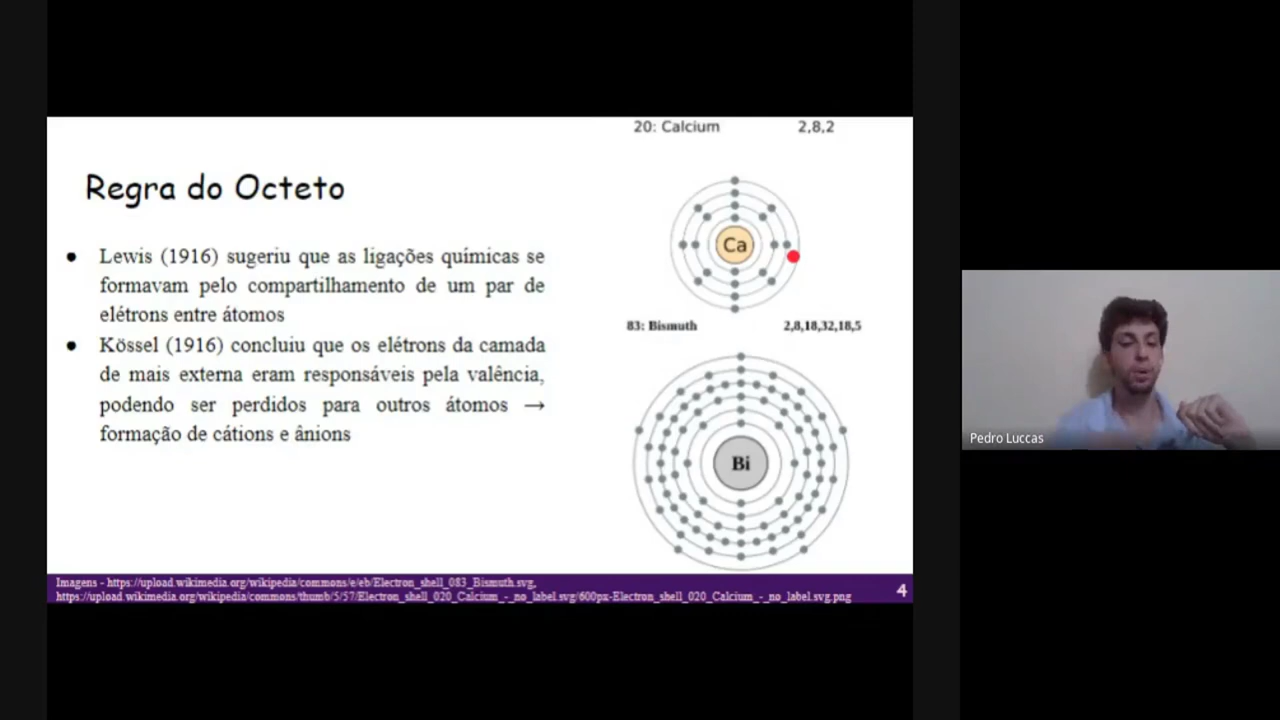 20: Calcium 2,8,2
Regra do Octeto
Ca
● Lewis (1916) sugeriu que as ligações químicas se
formavam pelo compartilhamento de um par de
elétrons entre átomos
83: Bismuth 2,8,18,32,18,5
● Kössel (1916) concluiu que os elétrons da camada
de mais externa eram responsáveis pela valência,
podendo ser perdidos para outros átomos →
formação de cátions e ânions
Bi
Pedro Luccas
Imagens - https://upload.wikimedia.org/wikipedia/commons/e/eb/Electron_shell_083_Bismuth.svg,
https://upload.wikimedia.org/wikipedia/commons/thumb/5/57/Electron_shell_020_Calcium_-_no_label.svg/600px-Electron_shell_020_Calcium_-_no_label.svg.png
4